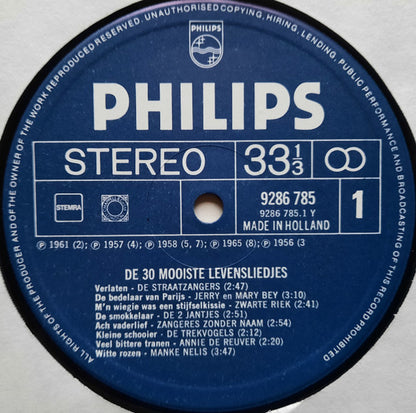 ALL RIGHTS OF THE PRODUCER AND OF THE OWNER OF THE WORK REPRODUCED RESERVED. UNAUTHORISED COPYING, HIRING, LENDING, PUBLIC PERFORMANCE AND BROADCASTING OF THIS RECORD PROHIBITED
PHILIPS
PHILIPS
STEREO 33 1/3
STEMRA
9286 785
9286 785.1 Y
MADE IN HOLLAND
1
℗ 1961 (2); ℗ 1957 (4); ℗ 1958 (5, 7); ℗ 1965 (8); ℗ 1956 (3
DE 30 MOOISTE LEVENSLIEDJES
Verlaten - DE STRAATZANGERS (2:47)
De bedelaar van Parijs - JERRY en MARY BEY (3:10)
M'n wiegie was een stijfselkissie - ZWARTE RIEK (2:41)
De smokkelaar - DE 2 JANTJES (2:51)
Ach vaderlief - ZANGERES ZONDER NAAM (2:54)
Kleine schooier - DE TREKVOGELS (2:12)
Veel bittere tranen - ANNIE DE REUVER (2:20)
Witte rozen - MANKE NELIS (3:47)